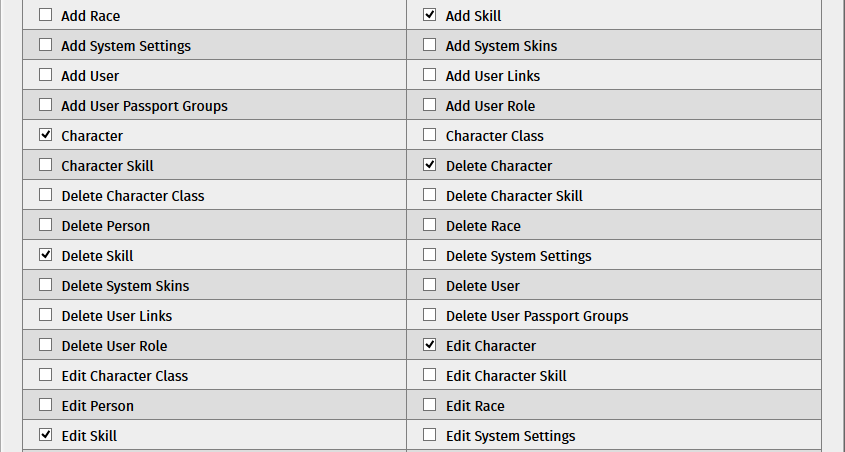 Add Race Add Skill
Add System Settings Add System Skins
Add User Add User Links
Add User Passport Groups Add User Role
Character Character Class
Character Skill Delete Character
Delete Character Class Delete Character Skill
Delete Person Delete Race
Delete Skill Delete System Settings
Delete System Skins Delete User
Delete User Links Delete User Passport Groups
Delete User Role Edit Character
Edit Character Class Edit Character Skill
Edit Person Edit Race
Edit Skill Edit System Settings